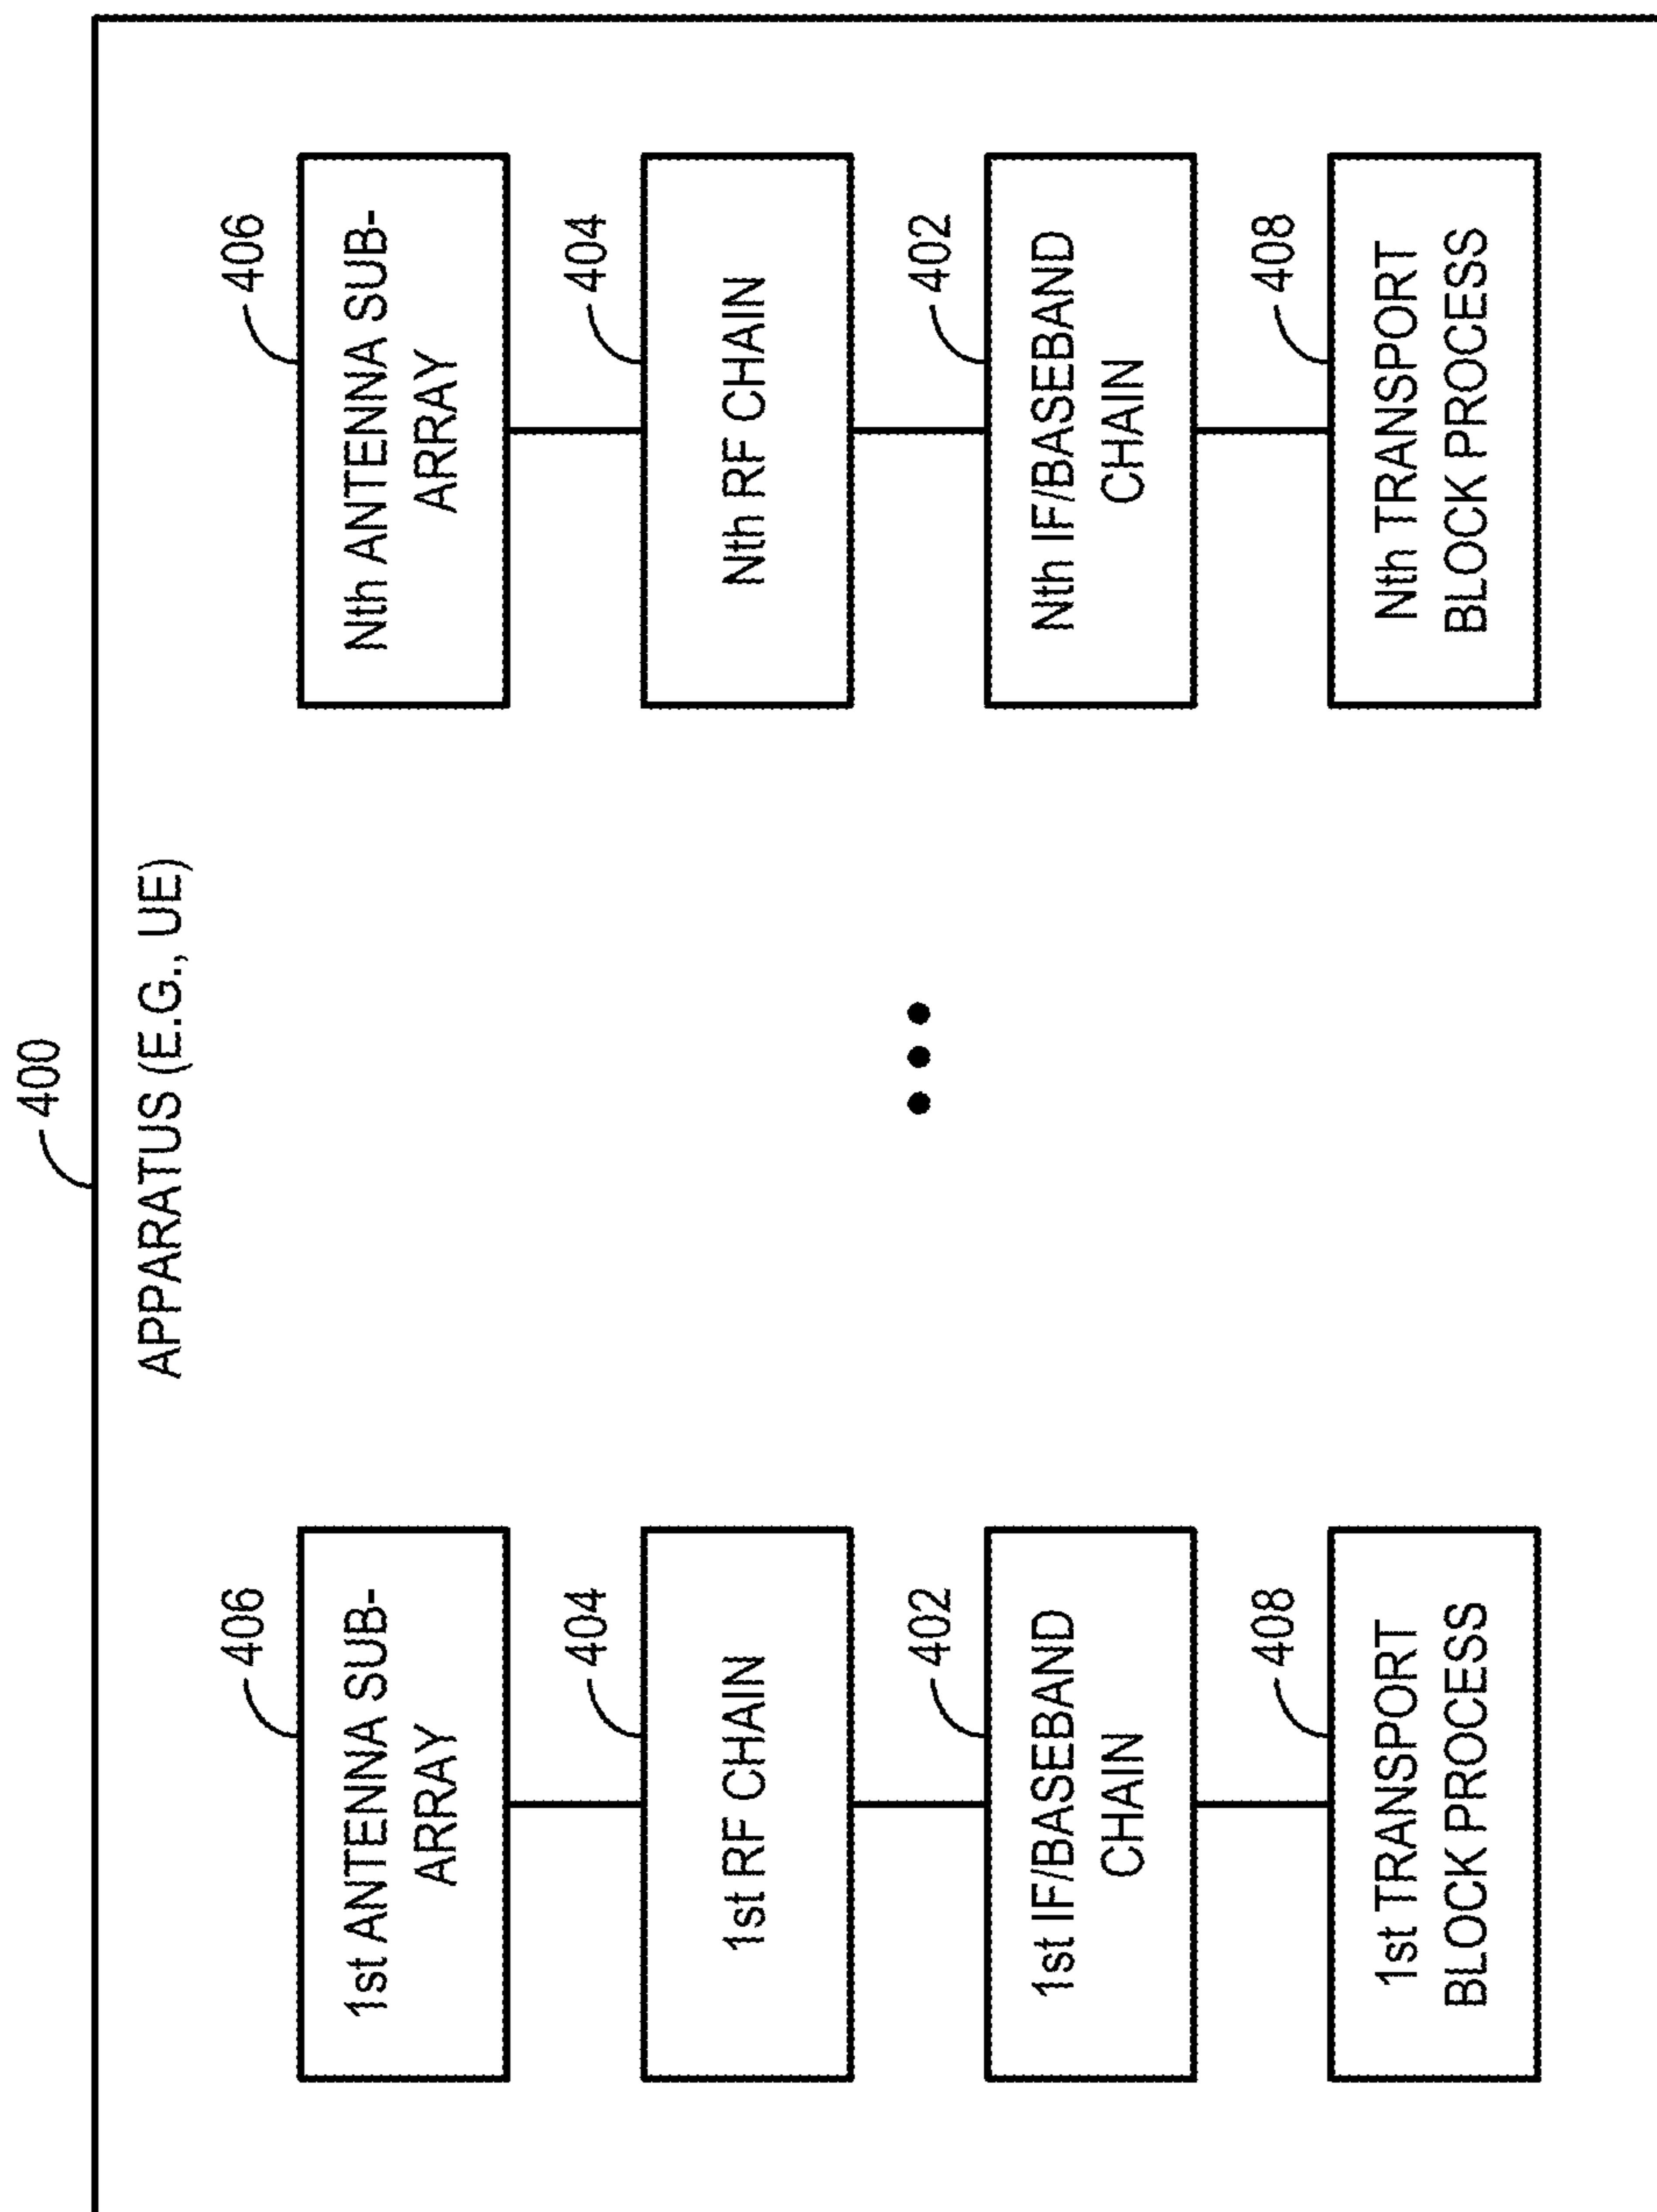 400
APPARATUS (E.G., UE)
406
1st ANTENNA SUB-
ARRAY
404
1st RF CHAIN
402
1st IF/BASEBAND
CHAIN
408
1st TRANSPORT
BLOCK PROCESS
406
Nth ANTENNA SUB-
ARRAY
404
Nth RF CHAIN
402
Nth IF/BASEBAND
CHAIN
408
Nth TRANSPORT
BLOCK PROCESS